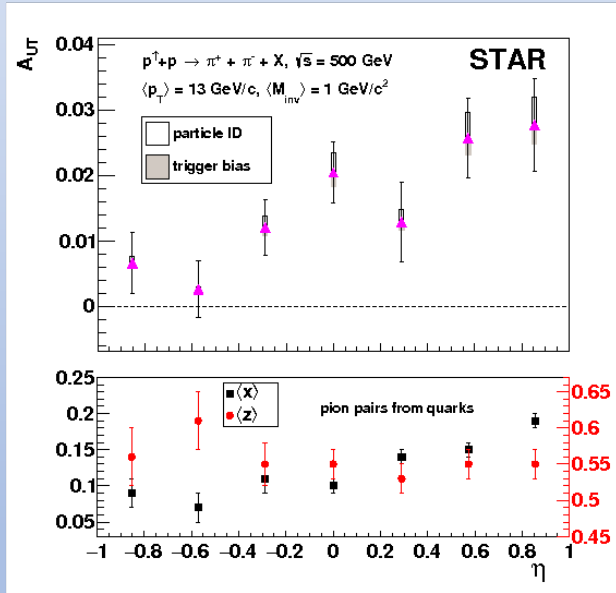 A_UT
0.04
0.03
0.02
0.01
0
p↑+p → π⁺ + π⁻ + X, √s = 500 GeV
⟨p_T⟩ = 13 GeV/c, ⟨M_inv⟩ = 1 GeV/c²
STAR
particle ID
trigger bias
0.25
0.2
0.15
0.1
0.05
⟨x⟩
⟨z⟩
pion pairs from quarks
0.65
0.6
0.55
0.5
0.45
−1 −0.8 −0.6 −0.4 −0.2 0 0.2 0.4 0.6 0.8 1
η